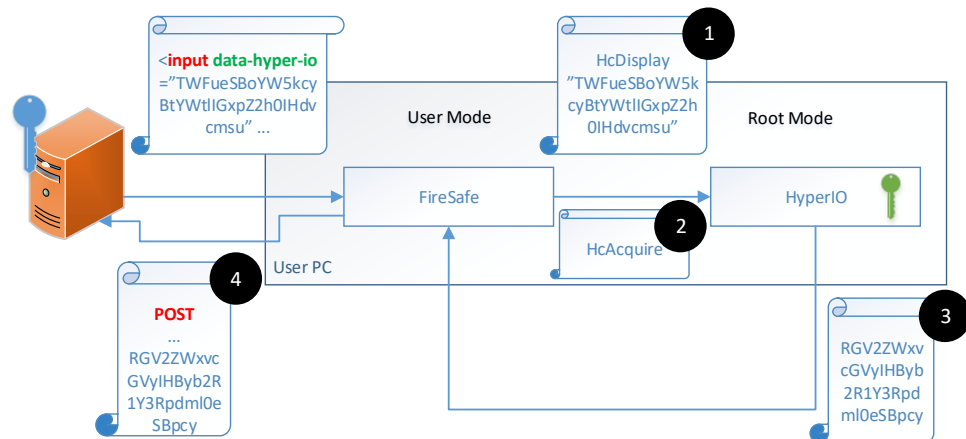 <input data-hyper-io
="TWFueSBoYW5kcy
BtYWtlIGxpZ2h0IHdv
cmsu" ...
1
HcDisplay
"TWFueSBoYW5k
cyBtYWtlIGxpZ2h
0IHdvcmsu"
User Mode
Root Mode
FireSafe
HyperIO
2
HcAcquire
User PC
4
POST
...
RGV2ZWxvc
GVyIHByb2R
1Y3Rpdml0e
SBpcy
3
RGV2ZWxv
cGVyIHByb
2R1Y3Rpd
ml0eSBpcy